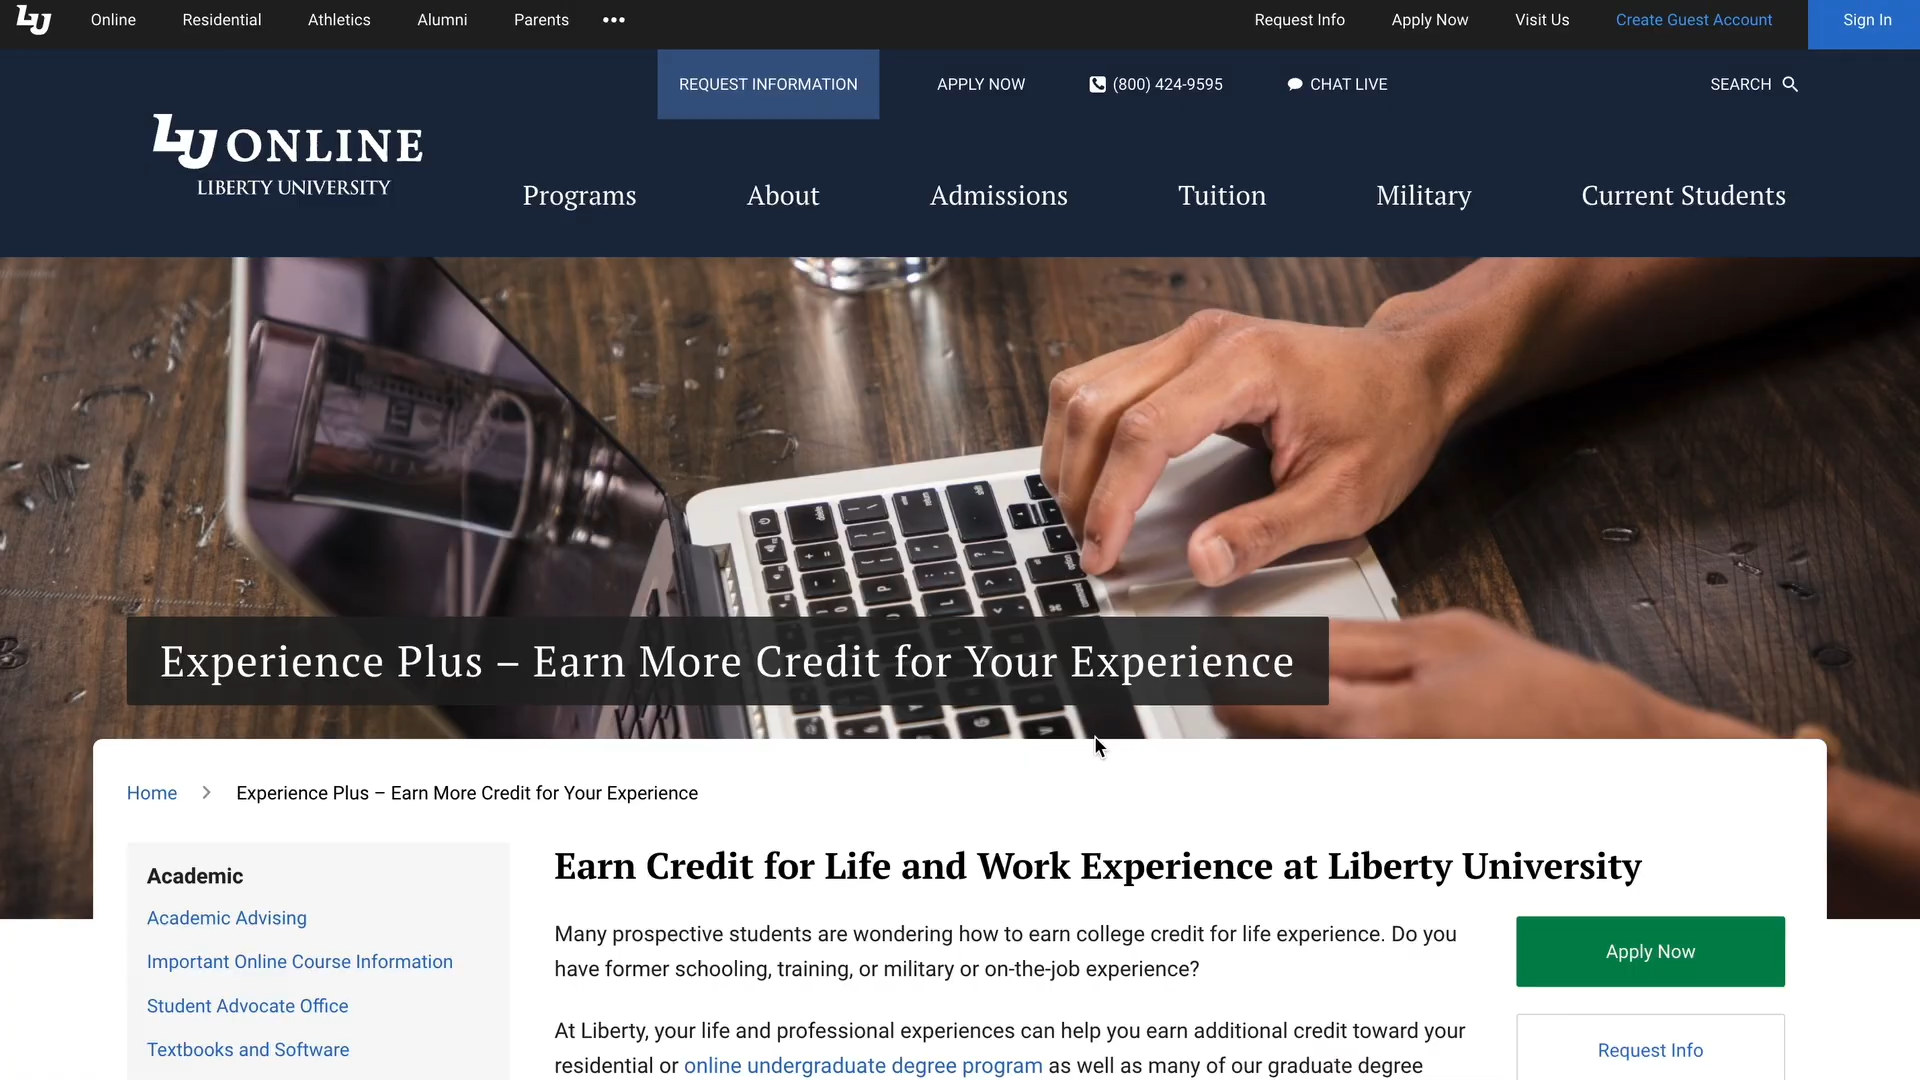 LU Online Residential Athletics Alumni Parents ••• Request Info Apply Now Visit Us Create Guest Account Sign In
REQUEST INFORMATION APPLY NOW (800) 424-9595 CHAT LIVE SEARCH
LU ONLINE
LIBERTY UNIVERSITY
Programs About Admissions Tuition Military Current Students
Experience Plus – Earn More Credit for Your Experience
Home > Experience Plus – Earn More Credit for Your Experience
Academic
Academic Advising
Important Online Course Information
Student Advocate Office
Textbooks and Software
Earn Credit for Life and Work Experience at Liberty University
Many prospective students are wondering how to earn college credit for life experience. Do you
have former schooling, training, or military or on-the-job experience?
At Liberty, your life and professional experiences can help you earn additional credit toward your
residential or online undergraduate degree program as well as many of our graduate degree
Apply Now
Request Info